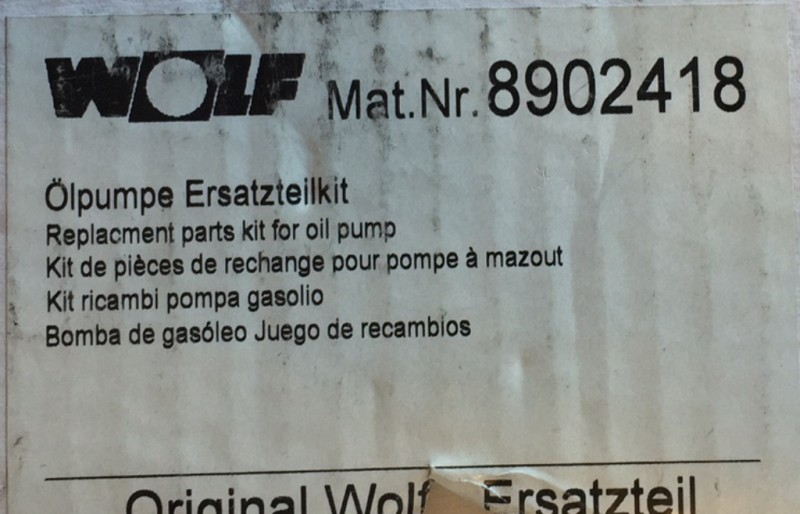 WOLF Mat.Nr. 8902418
Ölpumpe Ersatzteilkit
Replacment parts kit for oil pump
Kit de pièces de rechange pour pompe à mazout
Kit ricambi pompa gasolio
Bomba de gasóleo Juego de recambios
Original Wolf Ersatzteil